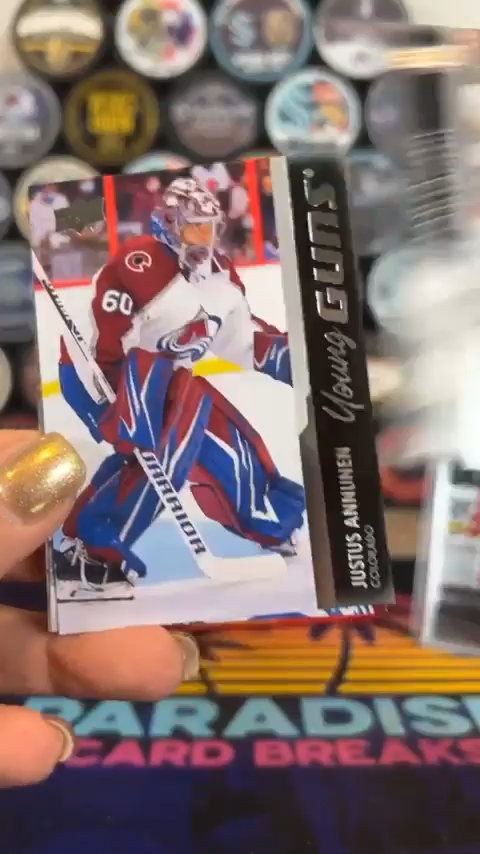 60
WARRIOR
Young GUNS
JUSTUS ANNUNEN
COLORADO
PARADISE
CARD BREAKS